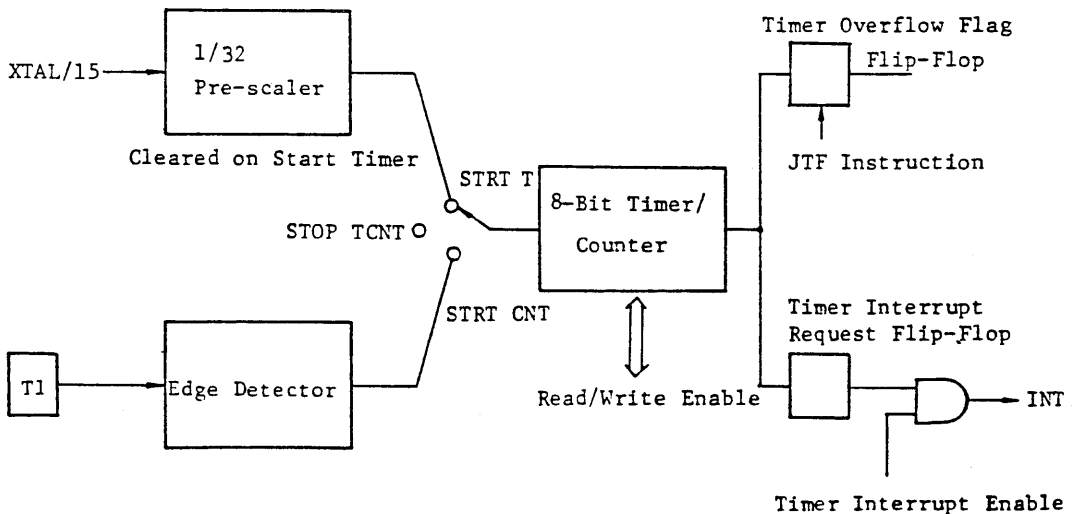 1/32
Pre-scaler
XTAL/15
Cleared on Start Timer
STRT T
STOP TCNT
STRT CNT
T1
Edge Detector
8-Bit Timer/
Counter
Read/Write Enable
Timer Overflow Flag
Flip-Flop
JTF Instruction
Timer Interrupt
Request Flip-Flop
INT
Timer Interrupt Enable